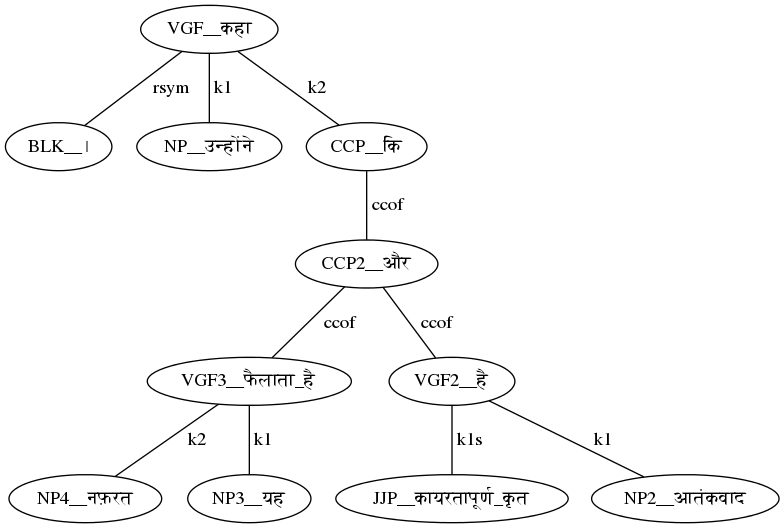 VGF__कहा
rsym k1 k2
BLK__। NP__उन्होंने CCP__कि
ccof
CCP2__और
ccof ccof
VGF3__फैलाता_है VGF2__है
k2 k1 k1s k1
NP4__नफ़रत NP3__यह JJP__कायरतापूर्ण_कृत NP2__आतंकवाद